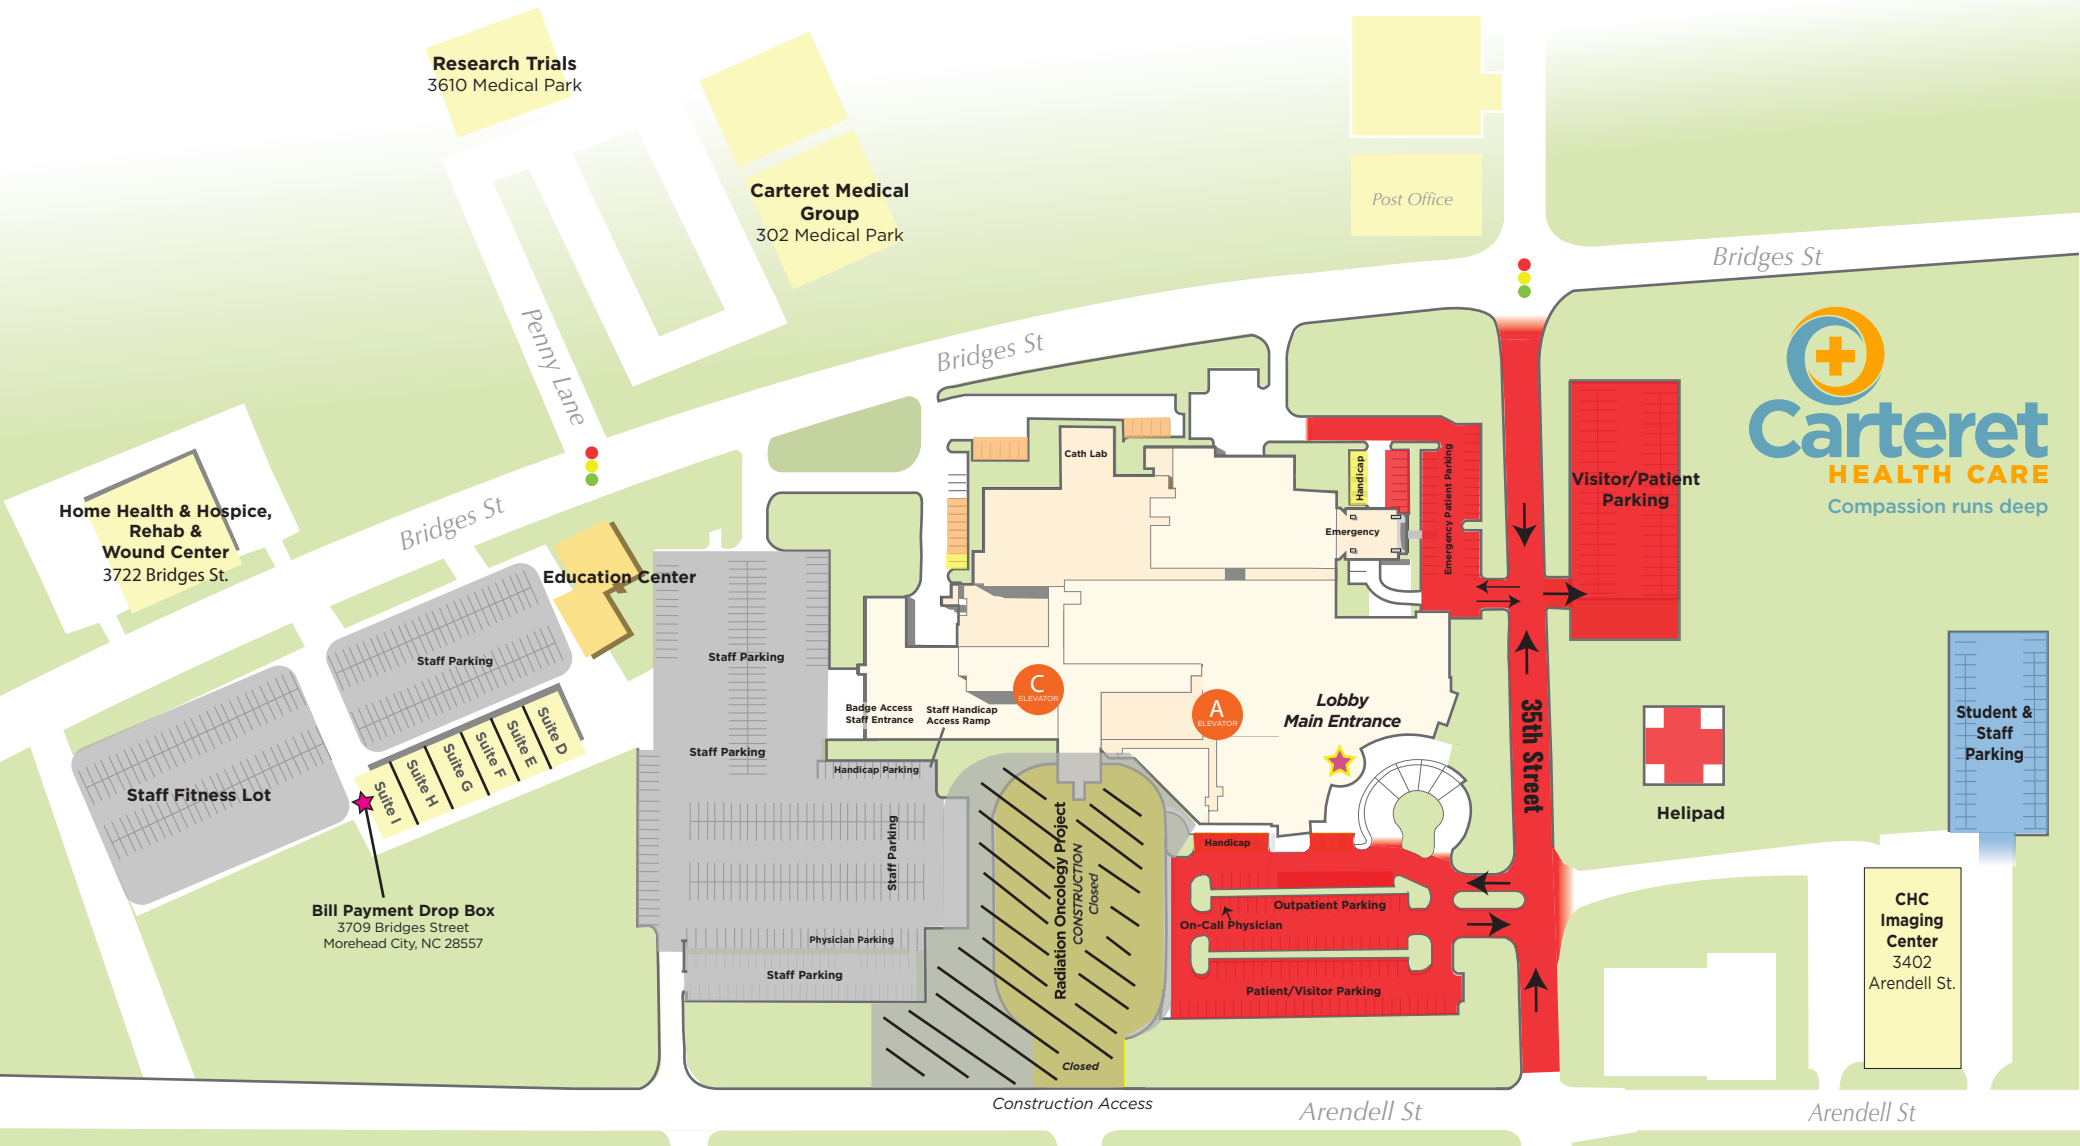 Research Trials
3610 Medical Park
Carteret Medical
Group
302 Medical Park
Post Office
Bridges St
Penny Lane
Bridges St
Carteret
HEALTH CARE
Compassion runs deep
Cath Lab
Handicap
Emergency Patient Parking
Emergency
Visitor/Patient
Parking
Home Health & Hospice,
Rehab &
Wound Center
3722 Bridges St.
Bridges St
Education Center
Staff Parking
Staff Parking
Staff Parking
C
ELEVATOR
A
ELEVATOR
Lobby
Main Entrance
Badge Access
Staff Entrance
Staff Handicap
Access Ramp
Handicap Parking
35th Street
Student &
Staff
Parking
Helipad
Suite D
Suite E
Suite F
Suite G
Suite H
Suite I
Staff Fitness Lot
Staff Parking
Radiation Oncology Project
CONSTRUCTION
Closed
Handicap
Outpatient Parking
On-Call Physician
Patient/Visitor Parking
Bill Payment Drop Box
3709 Bridges Street
Morehead City, NC 28557
Physician Parking
Staff Parking
CHC
Imaging
Center
3402
Arendell St.
Closed
Construction Access
Arendell St
Arendell St